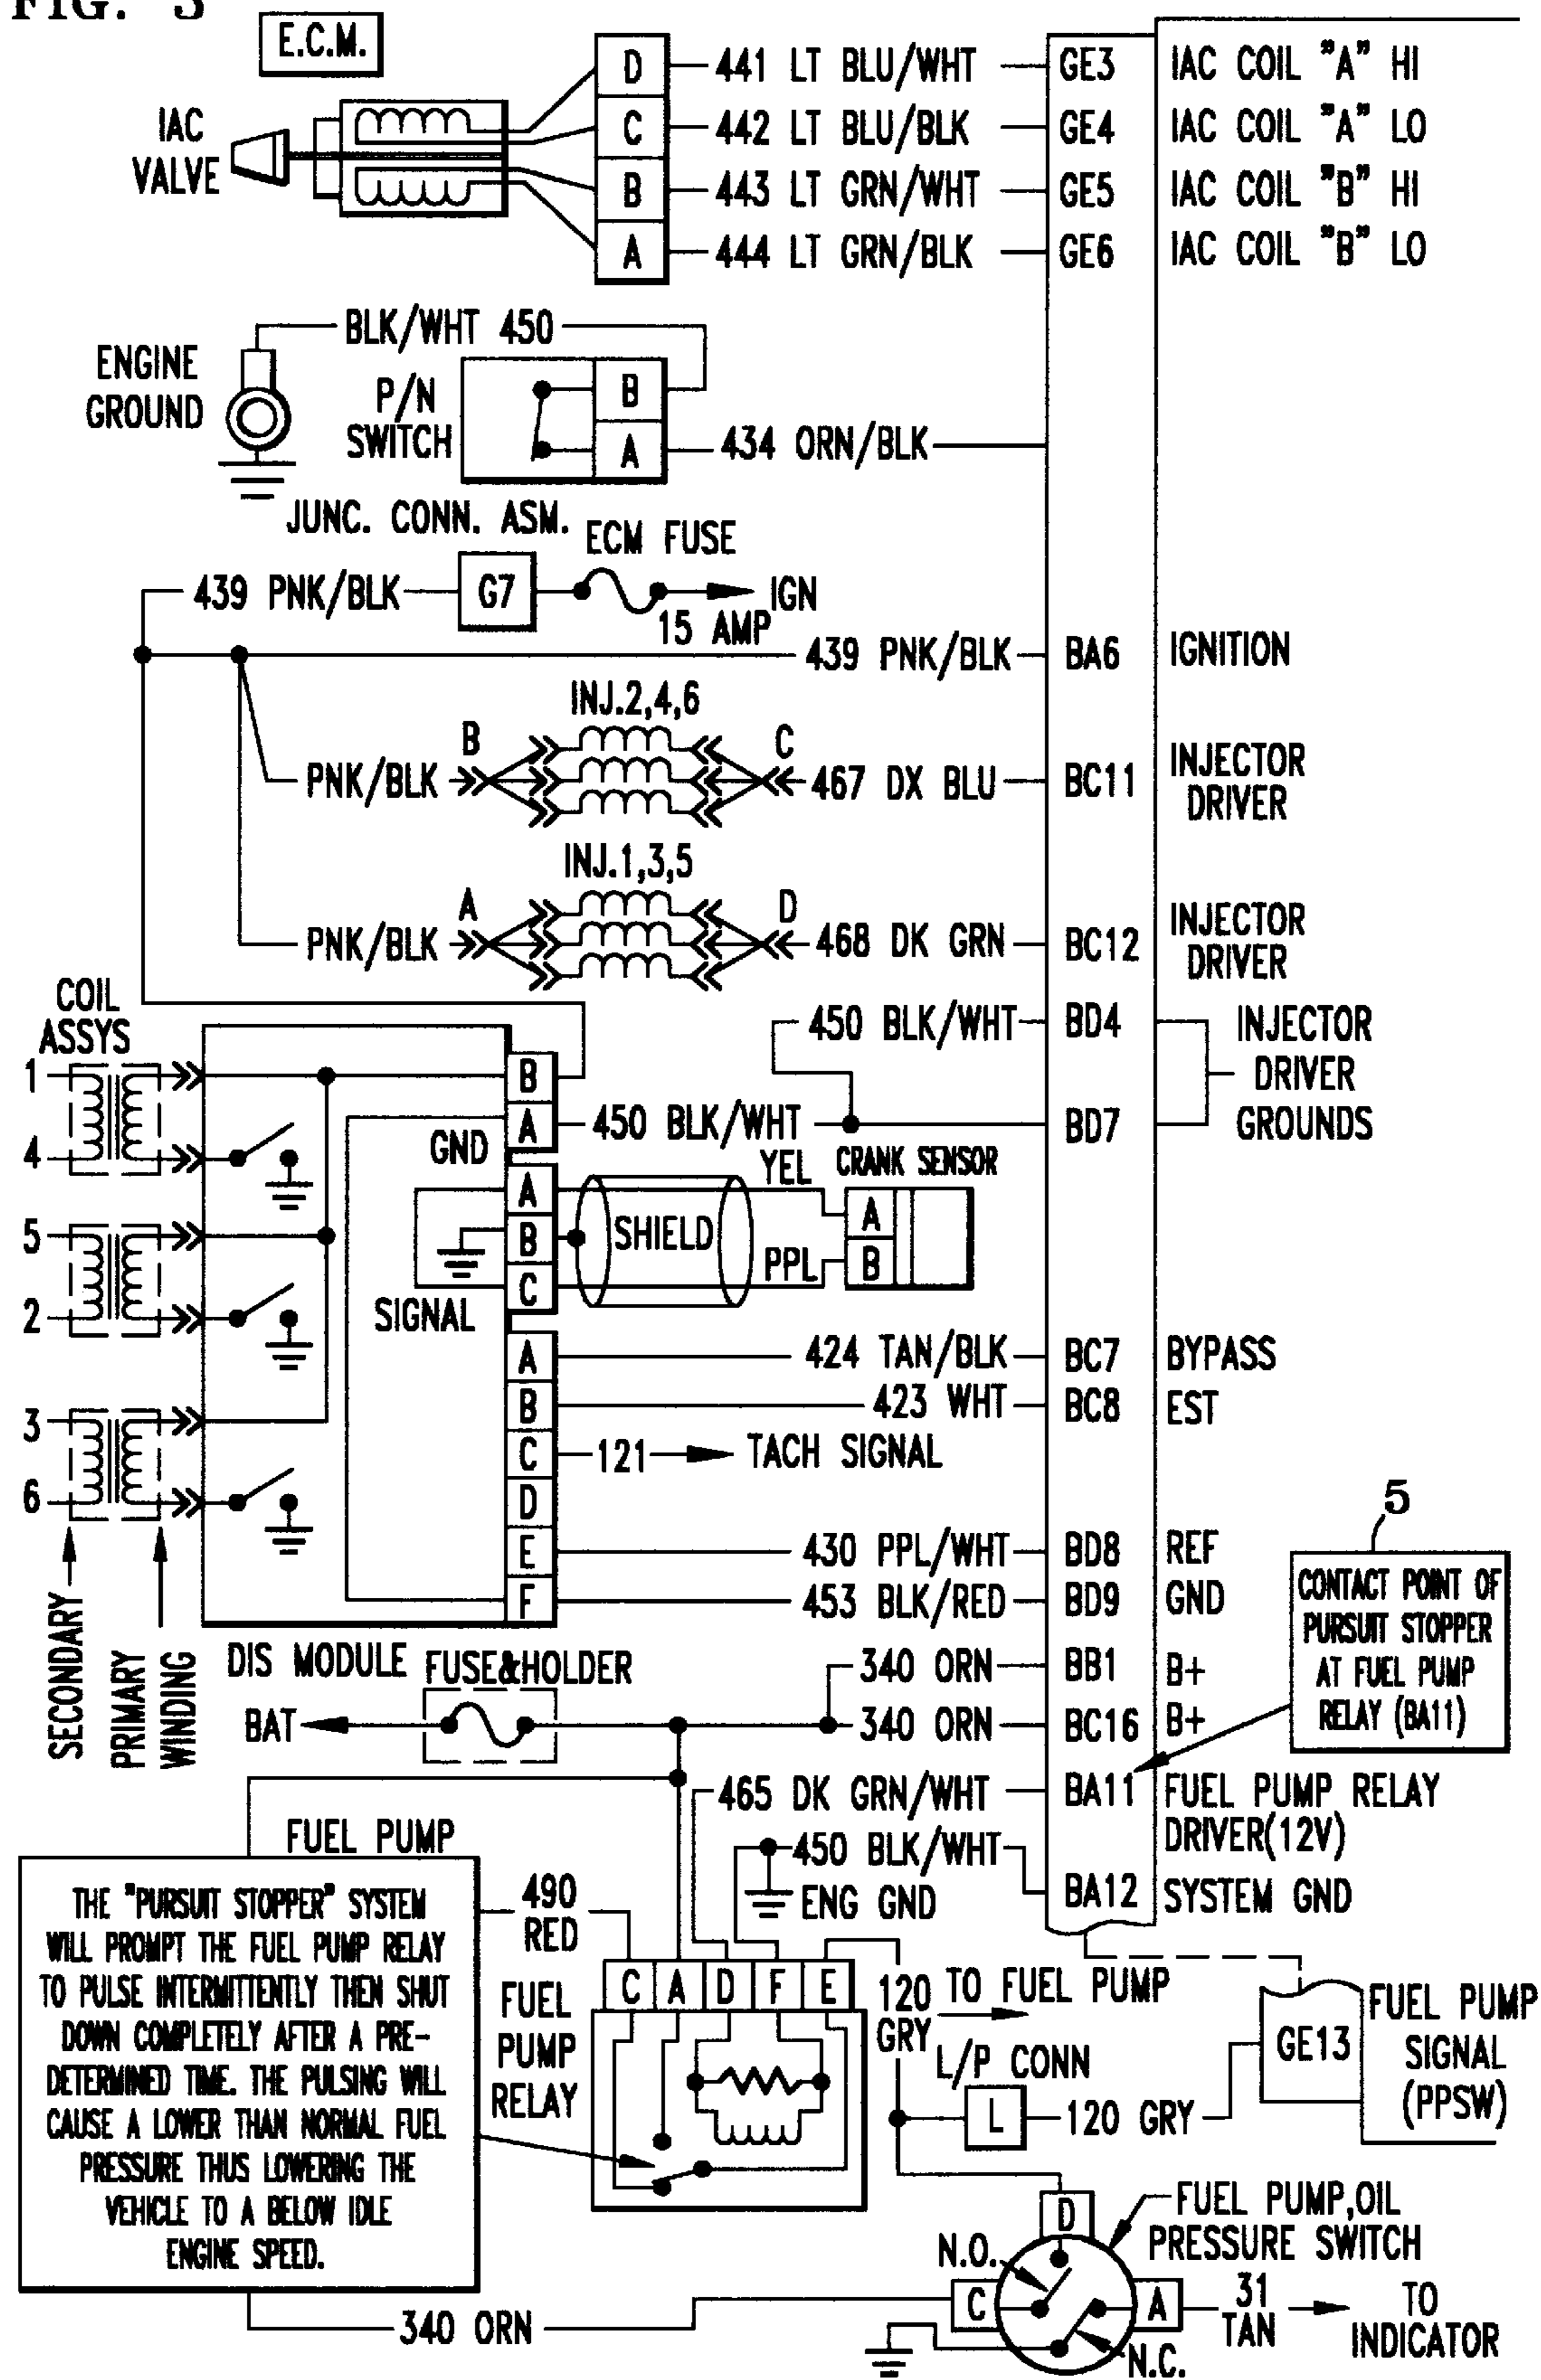 FIG. 3
E.C.M.
IAC
VALVE
D 441 LT BLU/WHT GE3 IAC COIL "A" HI
C 442 LT BLU/BLK GE4 IAC COIL "A" LO
B 443 LT GRN/WHT GE5 IAC COIL "B" HI
A 444 LT GRN/BLK GE6 IAC COIL "B" LO
BLK/WHT 450
ENGINE
GROUND
P/N
SWITCH
B
A 434 ORN/BLK
JUNC. CONN. ASM.
ECM FUSE
439 PNK/BLK G7 IGN
15 AMP
439 PNK/BLK BA6 IGNITION
INJ.2,4,6
B C
PNK/BLK 467 DX BLU BC11 INJECTOR
DRIVER
INJ.1,3,5
A D
PNK/BLK 468 DK GRN BC12 INJECTOR
DRIVER
COIL
ASSYS
450 BLK/WHT BD4 INJECTOR
DRIVER
GROUNDS
1 B
A 450 BLK/WHT BD7
4 GND
YEL CRANK SENSOR
A A
5 B SHIELD
PPL B
C
2 SIGNAL
A 424 TAN/BLK BC7 BYPASS
B 423 WHT BC8 EST
3 C 121 TACH SIGNAL
6 D
5
E 430 PPL/WHT BD8 REF
F 453 BLK/RED BD9 GND
CONTACT POINT OF
PURSUIT STOPPER
AT FUEL PUMP
RELAY (BA11)
SECONDARY
PRIMARY
WINDING
DIS MODULE
FUSE&HOLDER
340 ORN BB1 B+
BAT 340 ORN BC16 B+
465 DK GRN/WHT BA11 FUEL PUMP RELAY
DRIVER(12V)
FUEL PUMP
450 BLK/WHT
ENG GND BA12 SYSTEM GND
THE "PURSUIT STOPPER" SYSTEM
WILL PROMPT THE FUEL PUMP RELAY
TO PULSE INTERMITTENTLY THEN SHUT
DOWN COMPLETELY AFTER A PRE-
DETERMINED TIME. THE PULSING WILL
CAUSE A LOWER THAN NORMAL FUEL
PRESSURE THUS LOWERING THE
VEHICLE TO A BELOW IDLE
ENGINE SPEED.
490
RED
FUEL
PUMP
RELAY
C A D F E
120
GRY
TO FUEL PUMP
L/P CONN
L 120 GRY GE13
FUEL PUMP
SIGNAL
(PPSW)
D
FUEL PUMP,OIL
PRESSURE SWITCH
N.O.
C A 31
TAN
TO
INDICATOR
340 ORN
N.C.